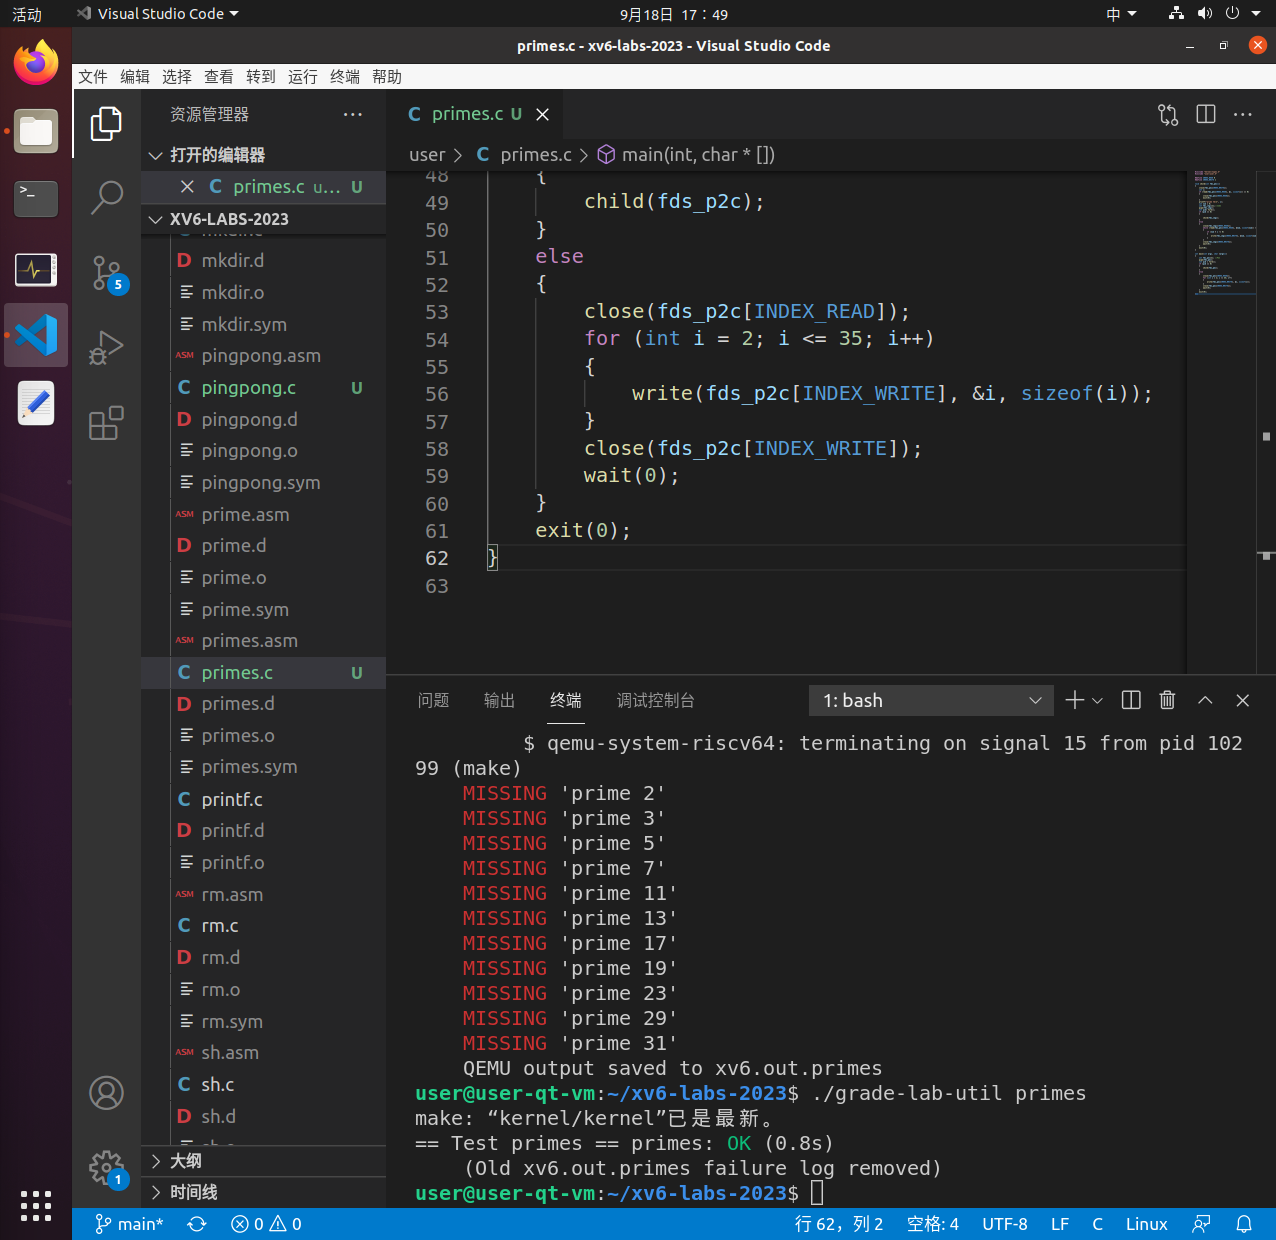 活动
Visual Studio Code
9月18日 17：49
中
primes.c - xv6-labs-2023 - Visual Studio Code
文件 编辑 选择 查看 转到 运行 终端 帮助
资源管理器
打开的编辑器
C primes.c u... U
XV6-LABS-2023
D mkdir.d
mkdir.o
mkdir.sym
ASM pingpong.asm
C pingpong.c U
D pingpong.d
pingpong.o
pingpong.sym
ASM prime.asm
D prime.d
prime.o
prime.sym
ASM primes.asm
C primes.c U
D primes.d
primes.o
primes.sym
C printf.c
D printf.d
printf.o
ASM rm.asm
C rm.c
D rm.d
rm.o
rm.sym
ASM sh.asm
C sh.c
D sh.d
大纲
时间线
5
1
C primes.c U
user > C primes.c > main(int, char * [])
48 {
49 child(fds_p2c);
50 }
51 else
52 {
53 close(fds_p2c[INDEX_READ]);
54 for (int i = 2; i <= 35; i++)
55 {
56 write(fds_p2c[INDEX_WRITE], &i, sizeof(i));
57 }
58 close(fds_p2c[INDEX_WRITE]);
59 wait(0);
60 }
61 exit(0);
62 }
63
问题 输出 终端 调试控制台
1: bash
$ qemu-system-riscv64: terminating on signal 15 from pid 102
99 (make)
MISSING 'prime 2'
MISSING 'prime 3'
MISSING 'prime 5'
MISSING 'prime 7'
MISSING 'prime 11'
MISSING 'prime 13'
MISSING 'prime 17'
MISSING 'prime 19'
MISSING 'prime 23'
MISSING 'prime 29'
MISSING 'prime 31'
QEMU output saved to xv6.out.primes
user@user-qt-vm:~/xv6-labs-2023$ ./grade-lab-util primes
make: “kernel/kernel”已是最新。
== Test primes == primes: OK (0.8s)
(Old xv6.out.primes failure log removed)
user@user-qt-vm:~/xv6-labs-2023$
main* 0 0 行 62，列 2 空格: 4 UTF-8 LF C Linux